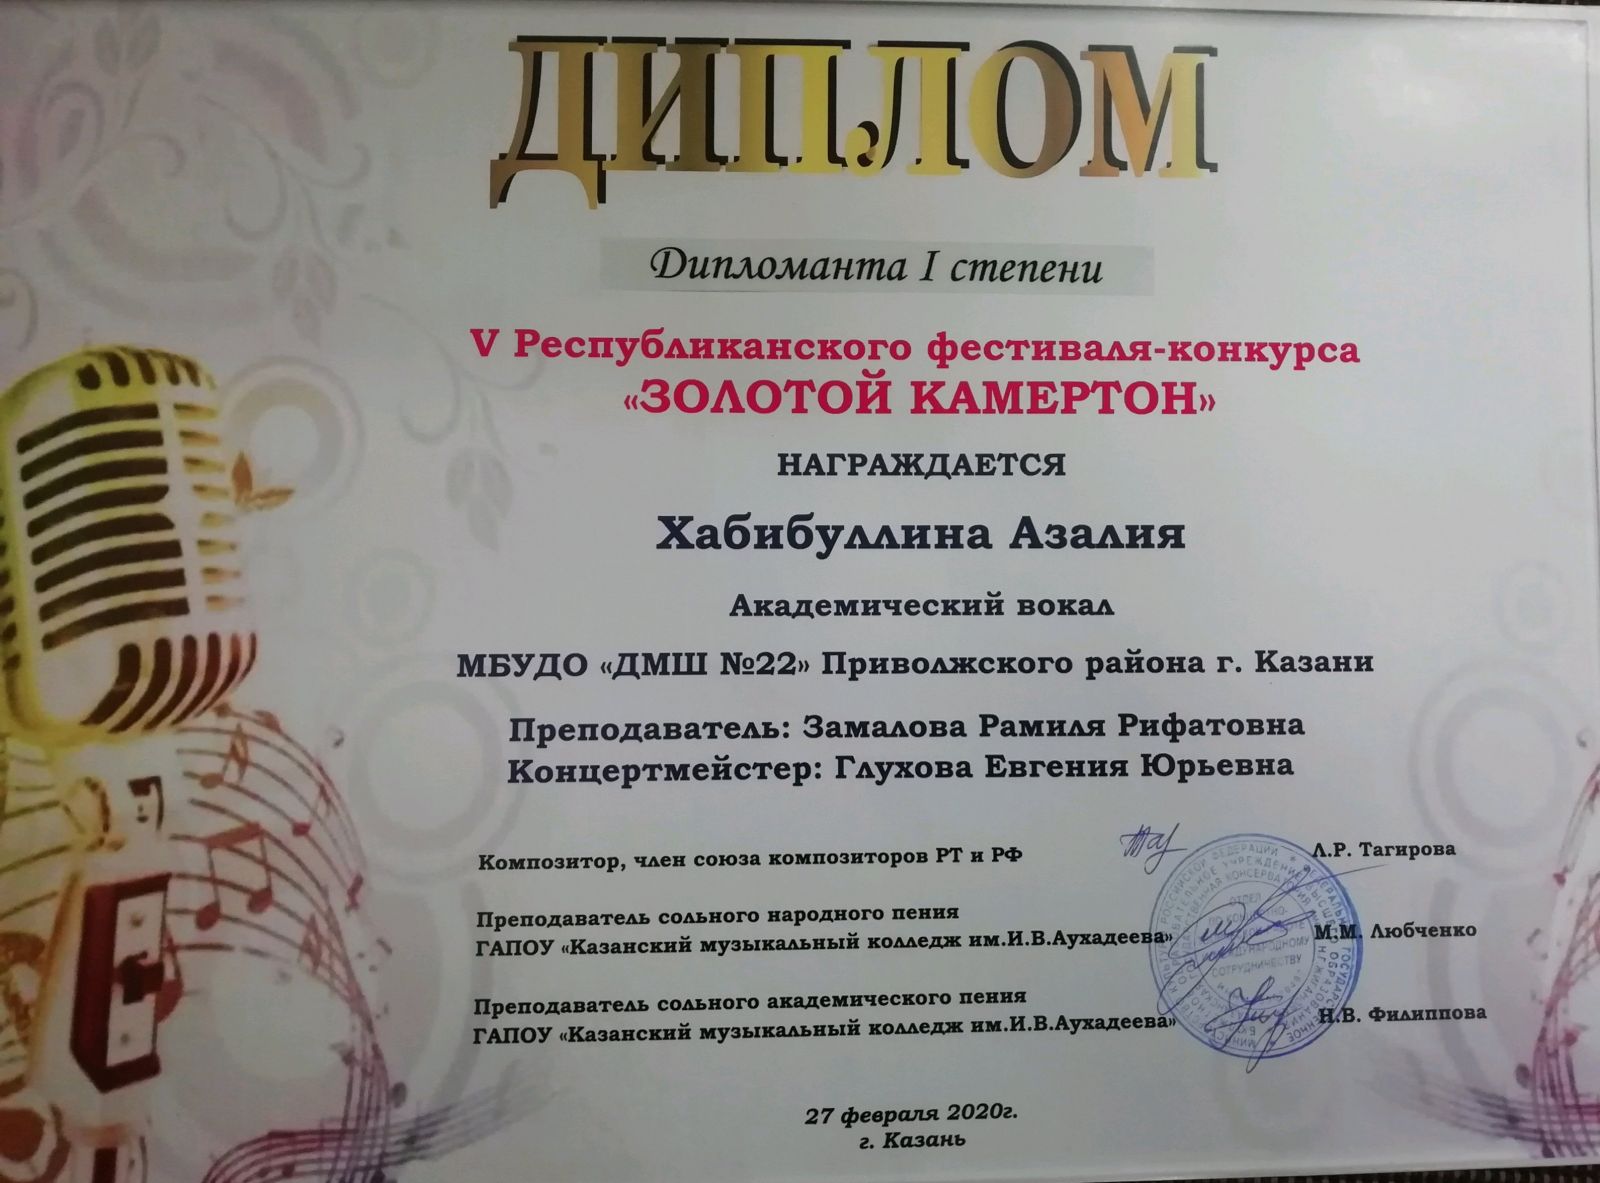 ДИПЛОМ
Дипломанта I степени
V Республиканского фестиваля-конкурса
«ЗОЛОТОЙ КАМЕРТОН»
НАГРАЖДАЕТСЯ
Хабибуллина Азалия
Академический вокал
МБУДО «ДМШ №22» Приволжского района г. Казани
Преподаватель: Замалова Рамиля Рифатовна
Концертмейстер: Глухова Евгения Юрьевна
Композитор, член союза композиторов РТ и РФ Л.Р. Тагирова
Преподаватель сольного народного пения
ГАПОУ «Казанский музыкальный колледж им.И.В.Аухадеева» М.М. Любченко
Преподаватель сольного академического пения
ГАПОУ «Казанский музыкальный колледж им.И.В.Аухадеева» Н.В. Филиппова
ОТДЕЛ
СОТРУДНИЧЕСТВУ
27 февраля 2020г.
г. Казань